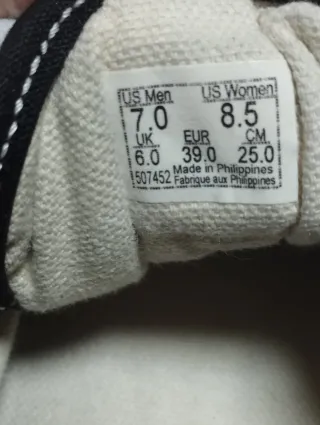 US Men US Women
7.0 8.5
UK EUR CM
6.0 39.0 25.0
Made in Philippines
507452 Fabriqué aux Philippines